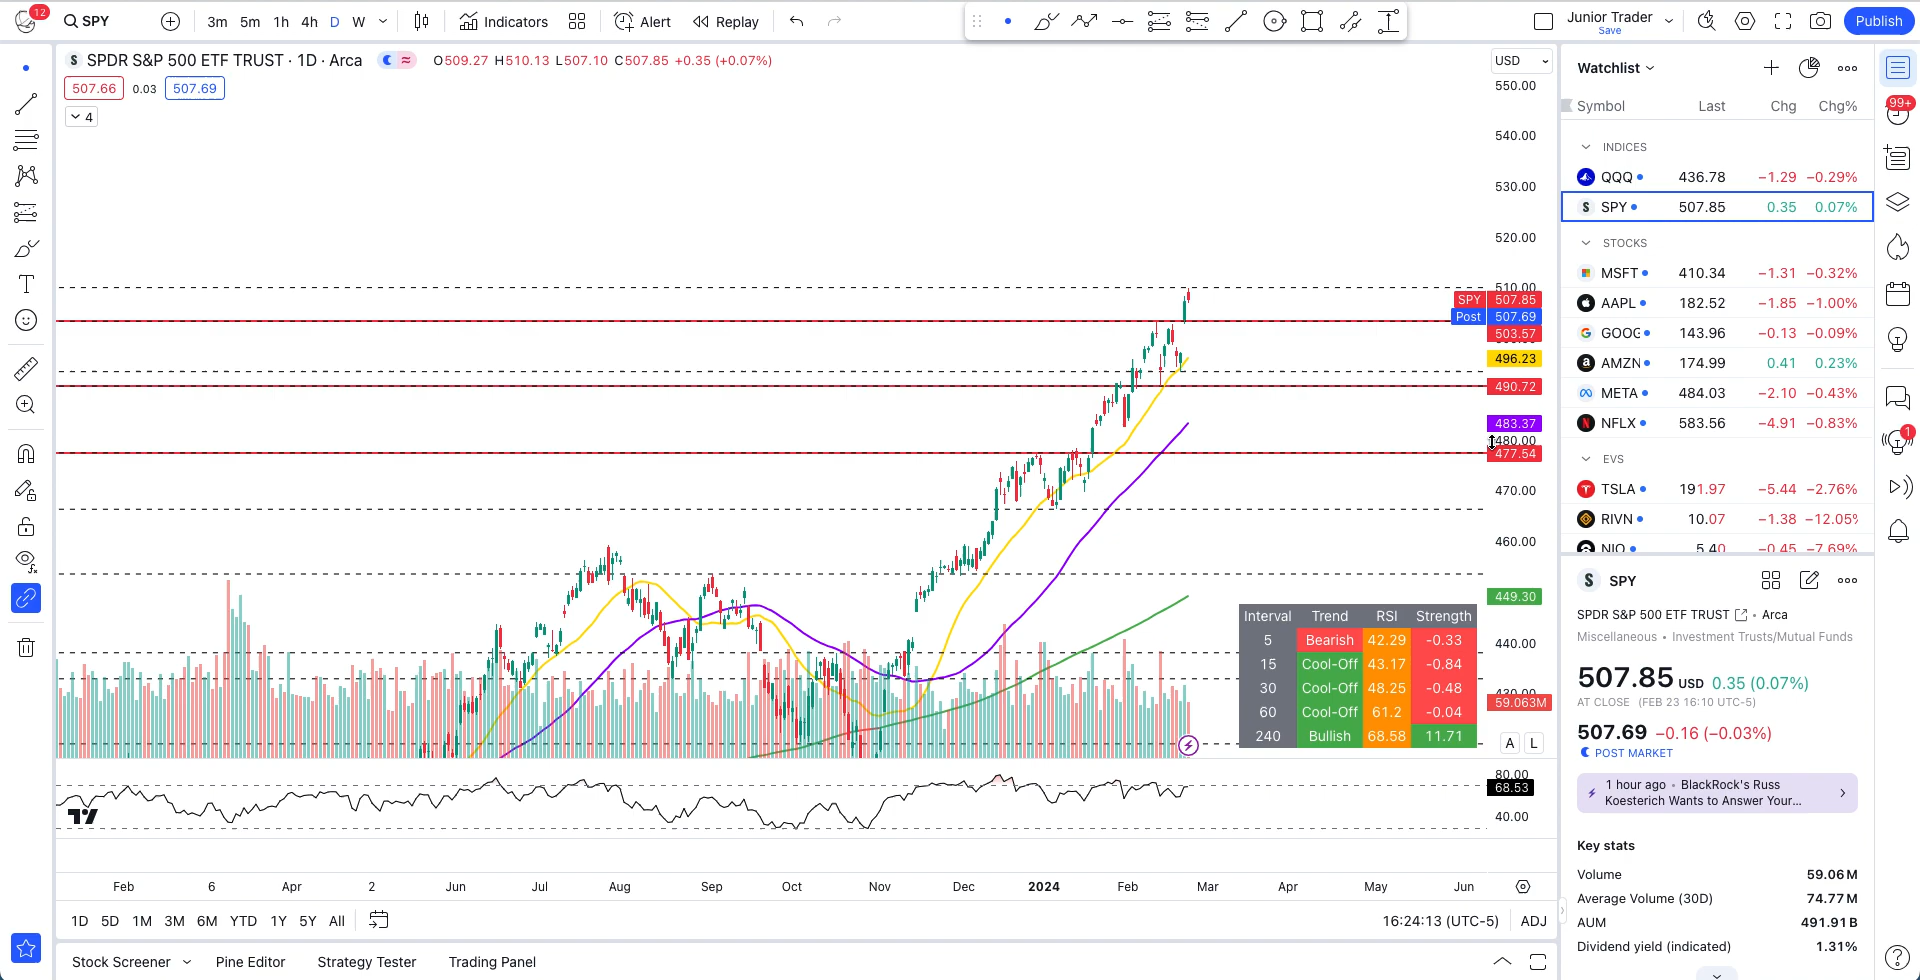 12
SPY
3m 5m 1h 4h D W
Indicators
Alert
Replay
Junior Trader
Save
Publish
SPDR S&P 500 ETF TRUST · 1D · Arca
O509.27 H510.13 L507.10 C507.85 +0.35 (+0.07%)
507.66 0.03 507.69
4
USD
550.00
540.00
530.00
520.00
510.00
SPY 507.85
Post 507.69
503.57
496.23
490.72
483.37
480.00
477.54
470.00
460.00
449.30
440.00
59.063M
A L
80.00
68.53
40.00
Interval Trend RSI Strength
5 Bearish 42.29 -0.33
15 Cool-Off 43.17 -0.84
30 Cool-Off 48.25 -0.48
60 Cool-Off 61.2 -0.04
240 Bullish 68.58 11.71
Feb 6 Apr 2 Jun Jul Aug Sep Oct Nov Dec 2024 Feb Mar Apr May Jun
1D 5D 1M 3M 6M YTD 1Y 5Y All
16:24:13 (UTC-5) ADJ
Stock Screener Pine Editor Strategy Tester Trading Panel
Watchlist
Symbol Last Chg Chg%
INDICES
QQQ 436.78 −1.29 −0.29%
SPY 507.85 0.35 0.07%
STOCKS
MSFT 410.34 −1.31 −0.32%
AAPL 182.52 −1.85 −1.00%
GOOG 143.96 −0.13 −0.09%
AMZN 174.99 0.41 0.23%
META 484.03 −2.10 −0.43%
NFLX 583.56 −4.91 −0.83%
EVS
TSLA 191.97 −5.44 −2.76%
RIVN 10.07 −1.38 −12.05%
NIO 5.40 −0.45 −7.69%
SPY
SPDR S&P 500 ETF TRUST • Arca
Miscellaneous • Investment Trusts/Mutual Funds
507.85 USD 0.35 (0.07%)
AT CLOSE (FEB 23 16:10 UTC-5)
507.69 −0.16 (−0.03%)
POST MARKET
1 hour ago • BlackRock's Russ
Koesterich Wants to Answer Your...
Key stats
Volume 59.06M
Average Volume (30D) 74.77M
AUM 491.91B
Dividend yield (indicated) 1.31%
99+
1